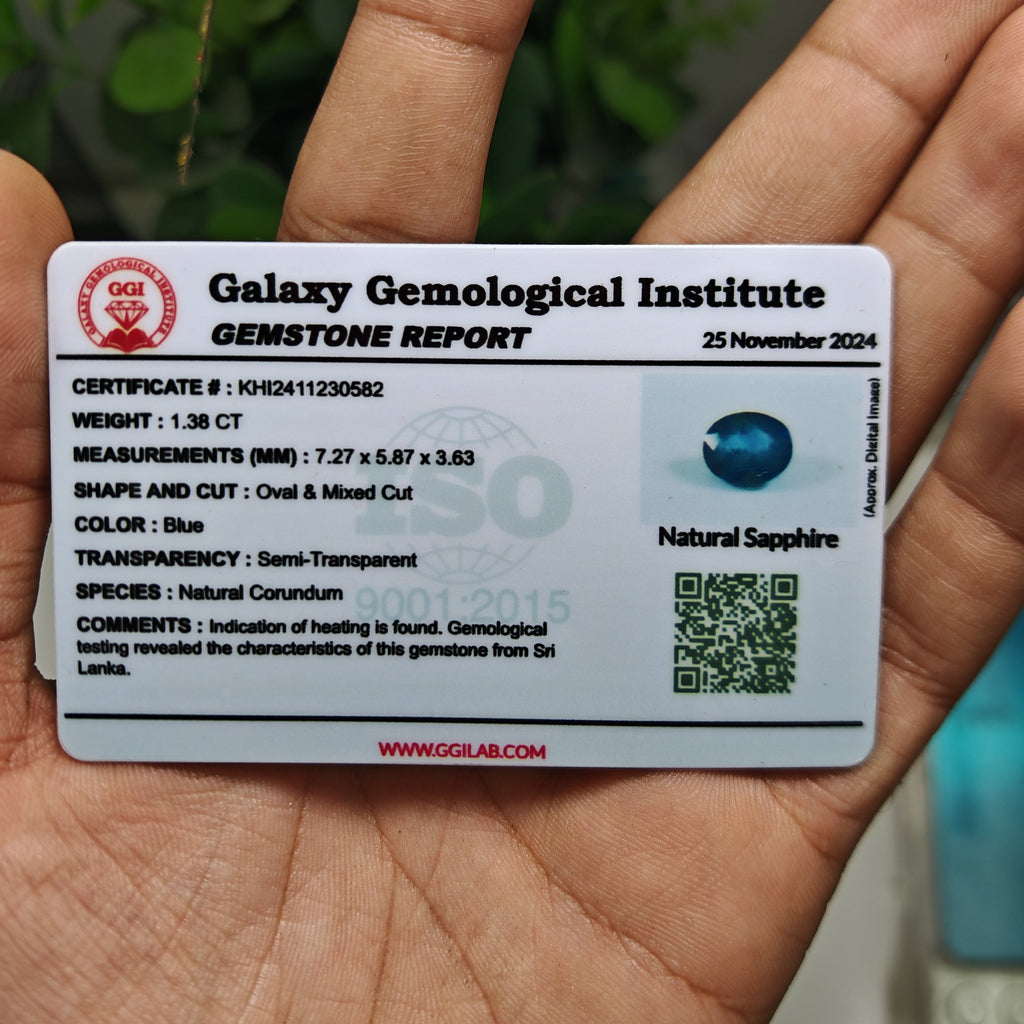 GALAXY GEMOLOGICAL INSTITUTE
GGI
Galaxy Gemological Institute
GEMSTONE REPORT
25 November 2024
CERTIFICATE # : KHI2411230582
WEIGHT : 1.38 CT
MEASUREMENTS (MM) : 7.27 x 5.87 x 3.63
SHAPE AND CUT : Oval & Mixed Cut
COLOR : Blue
TRANSPARENCY : Semi-Transparent
SPECIES : Natural Corundum
COMMENTS : Indication of heating is found. Gemological
testing revealed the characteristics of this gemstone from Sri
Lanka.
ISO
9001:2015
(Approx. Digital Image)
Natural Sapphire
WWW.GGILAB.COM